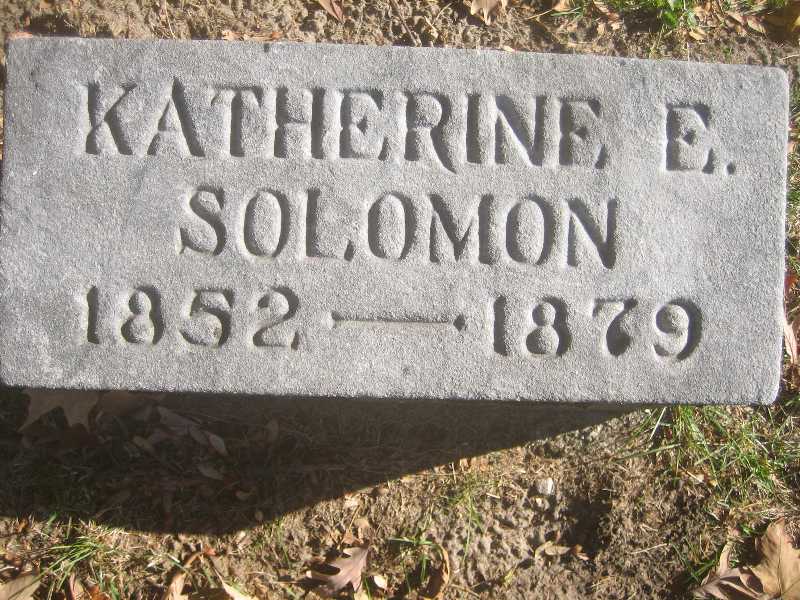 KATHERINE E.
SOLOMON
1852 — 1879